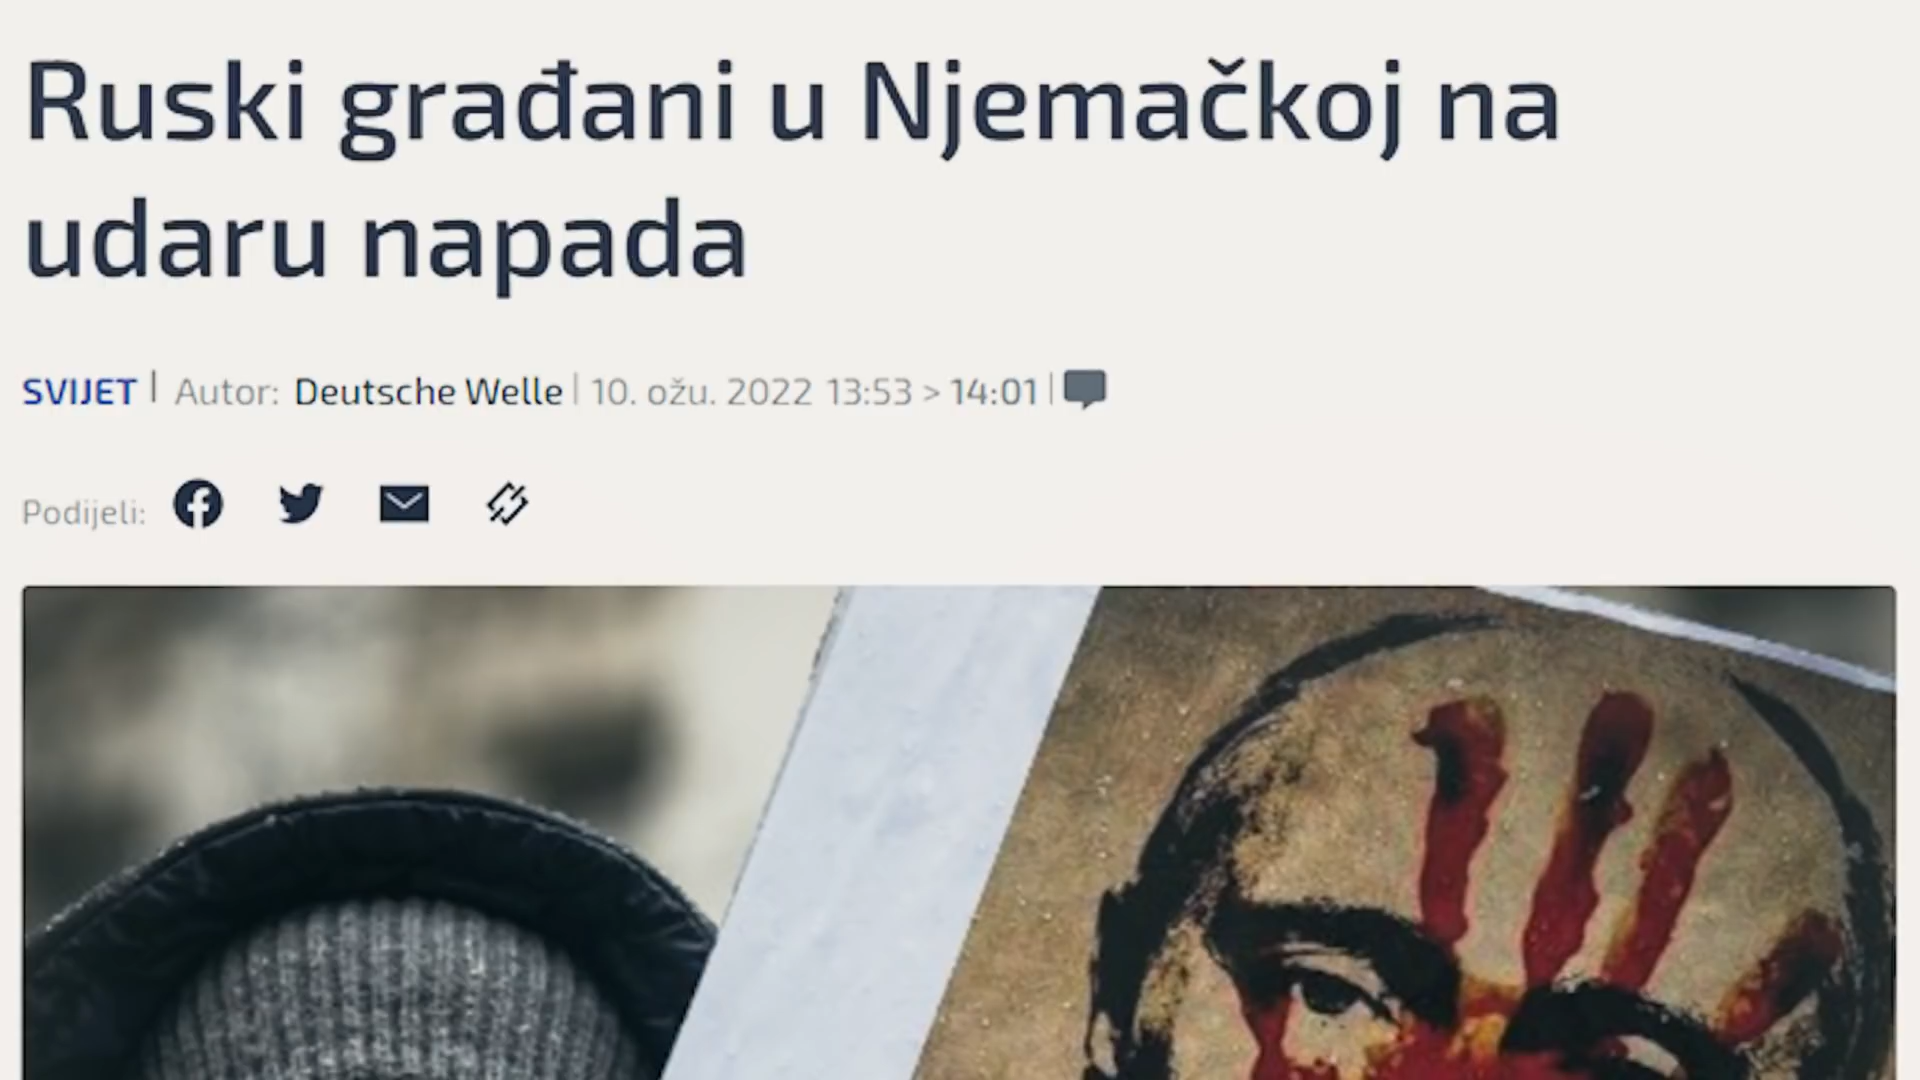 Ruski građani u Njemačkoj na
udaru napada
SVIJET | Autor: Deutsche Welle | 10. ožu. 2022 13:53 > 14:01 |
Podijeli: